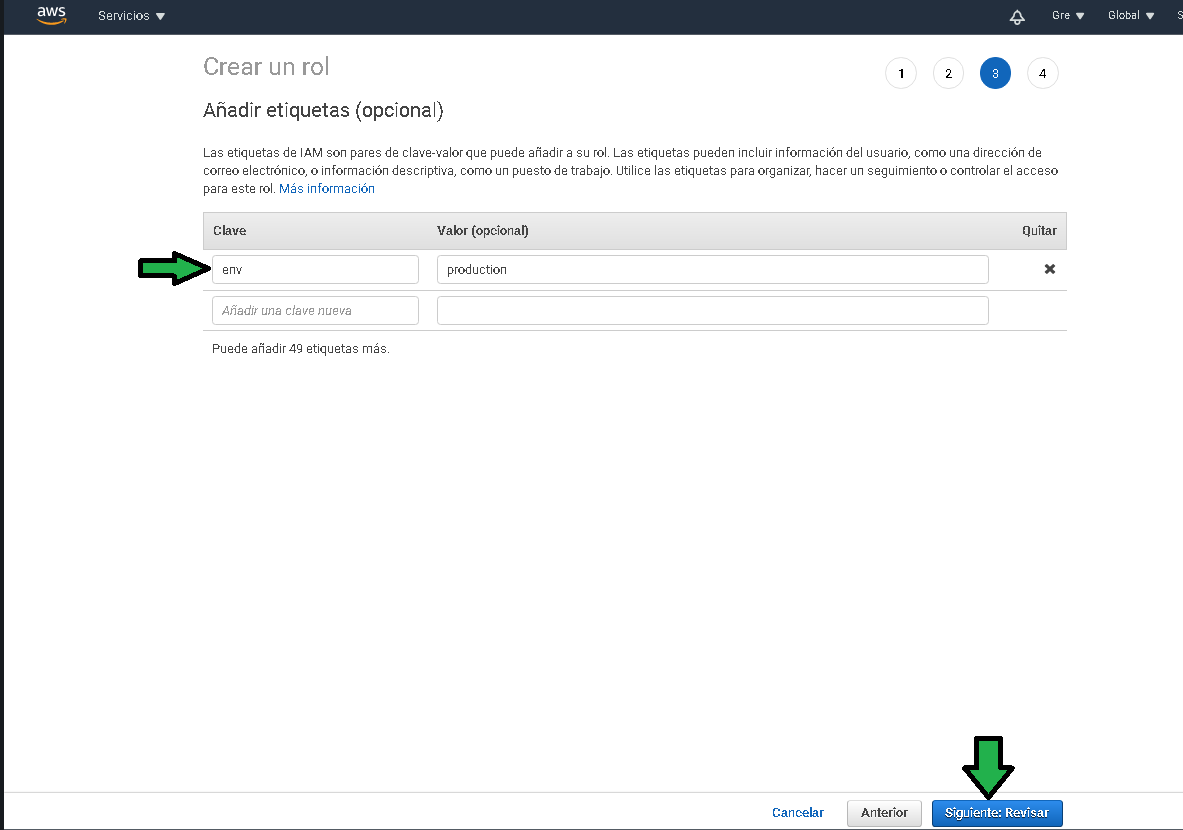 aws Servicios Gre Global S
Crear un rol
1 2 3 4
Añadir etiquetas (opcional)
Las etiquetas de IAM son pares de clave-valor que puede añadir a su rol. Las etiquetas pueden incluir información del usuario, como una dirección de
correo electrónico, o información descriptiva, como un puesto de trabajo. Utilice las etiquetas para organizar, hacer un seguimiento o controlar el acceso
para este rol. Más información
Clave Valor (opcional) Quitar
env production
Añadir una clave nueva
Puede añadir 49 etiquetas más.
Cancelar Anterior Siguiente: Revisar